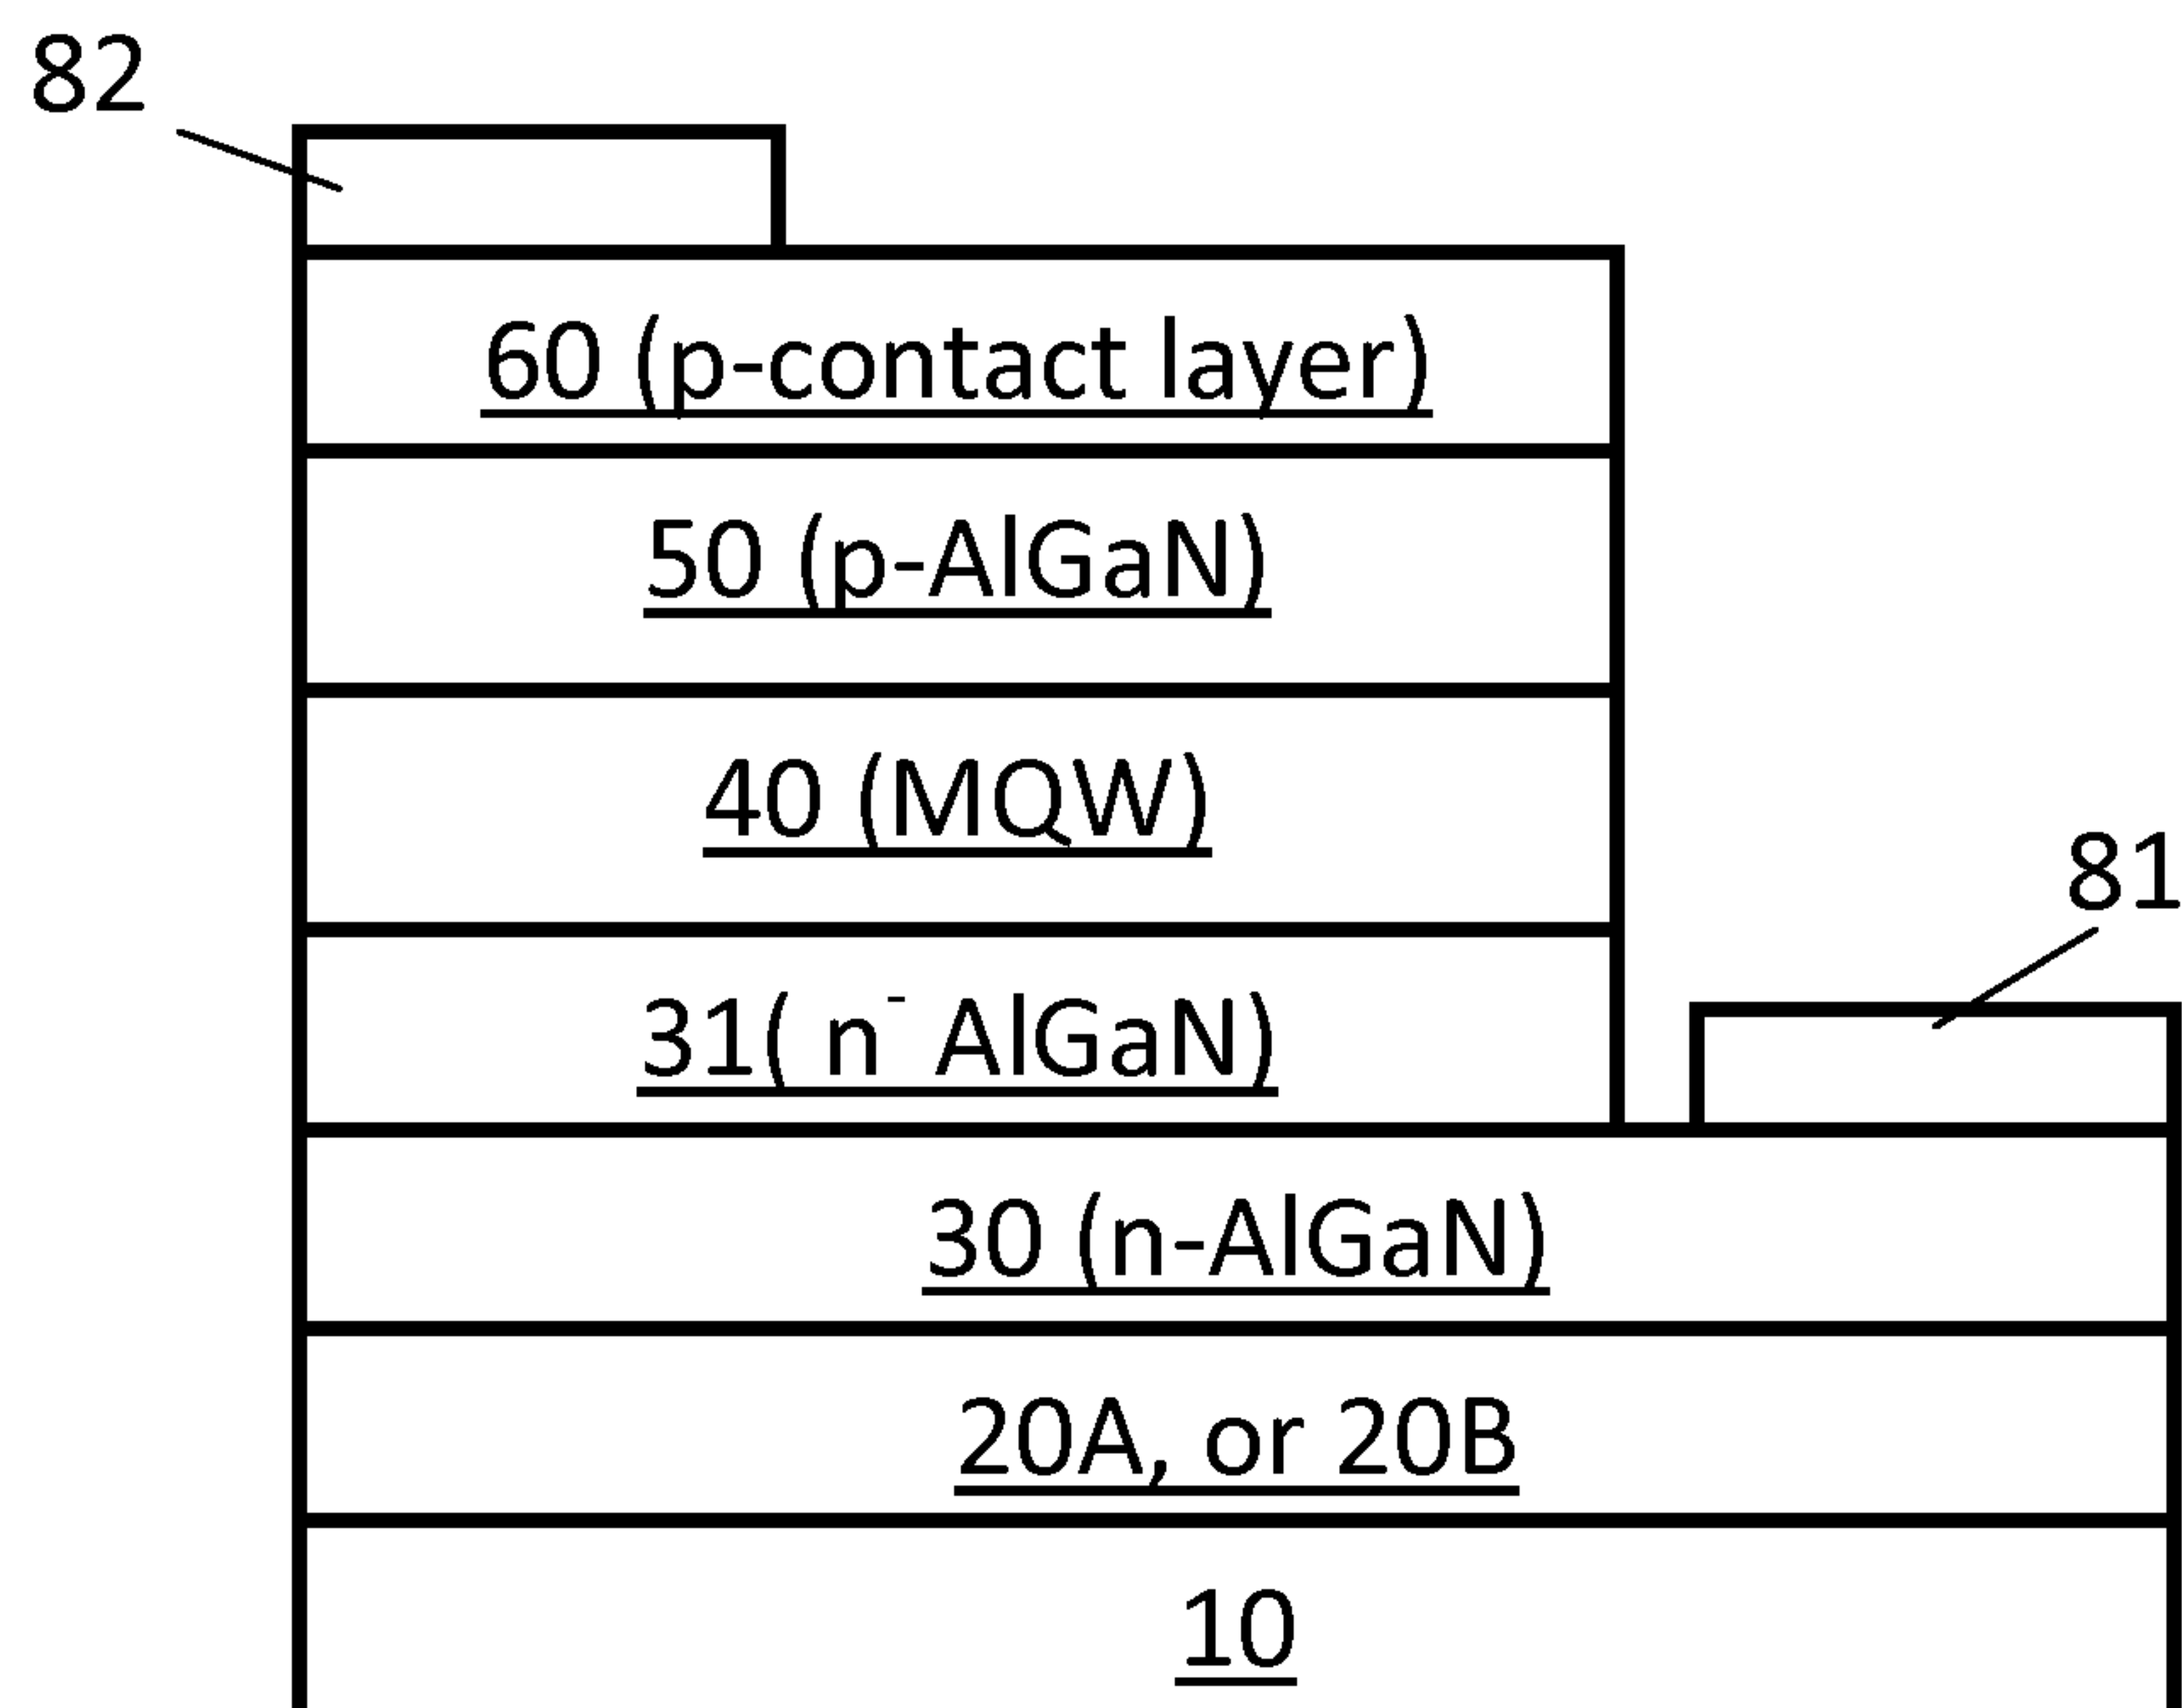 82
60 (p-contact layer)
50 (p-AlGaN)
40 (MQW)
81
31( n⁻ AlGaN)
30 (n-AlGaN)
20A, or 20B
10